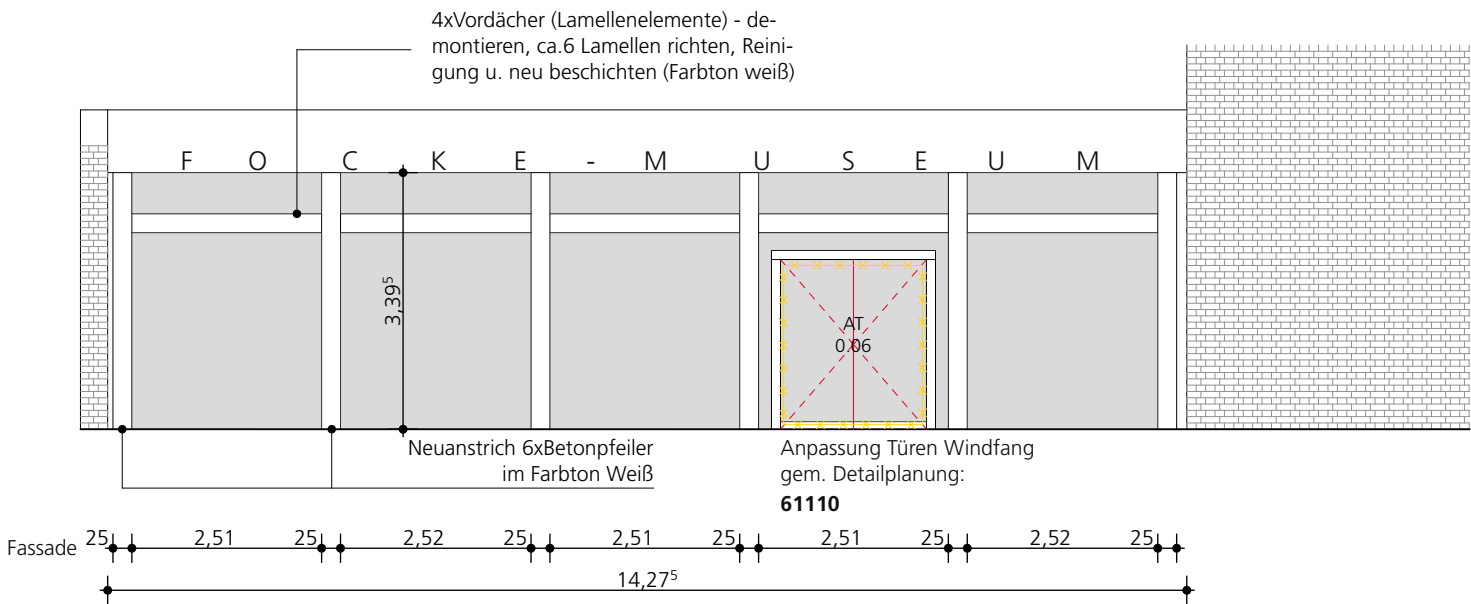 4xVordächer (Lamellenelemente) - de-
montieren, ca.6 Lamellen richten, Reini-
gung u. neu beschichten (Farbton weiß)
FOCKE-MUSEUM
3,39⁵
AT
0.06
Neuanstrich 6xBetonpfeiler
im Farbton Weiß
Anpassung Türen Windfang
gem. Detailplanung:
61110
Fassade 25 2,51 25 2,52 25 2,51 25 2,51 25 2,52 25
14,27⁵